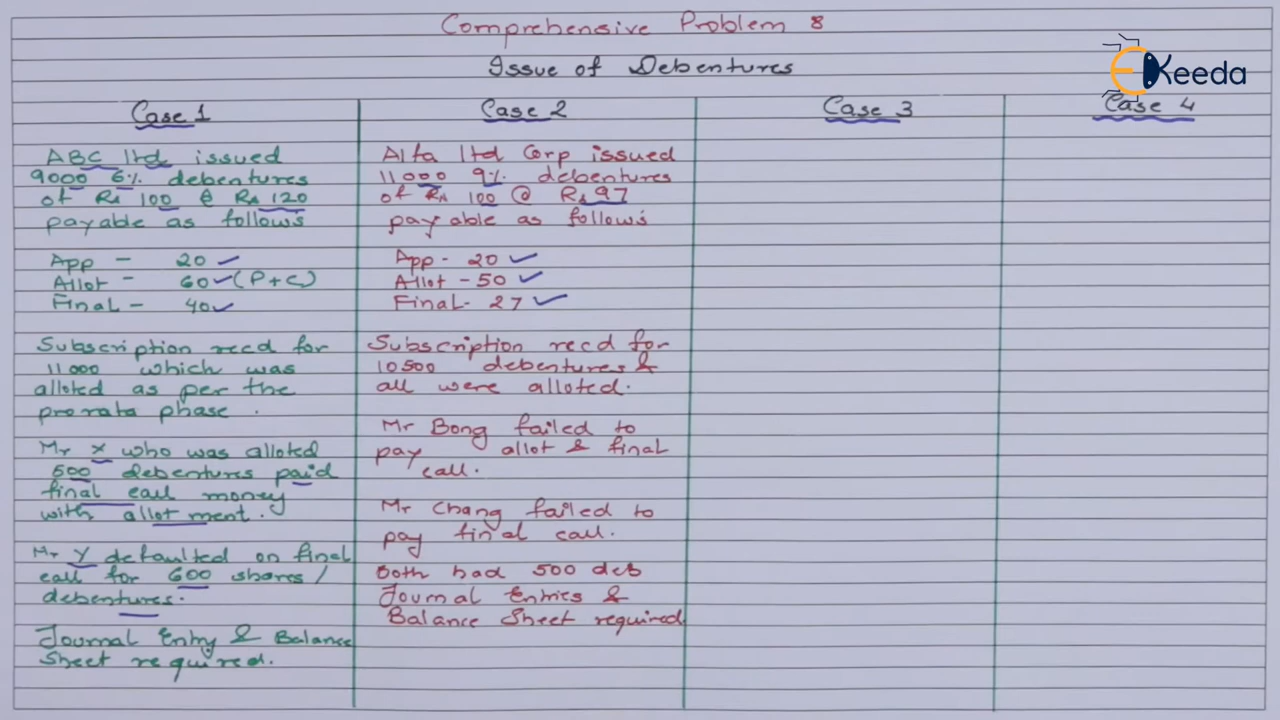 Comprehensive Problem 8
Issue of Debentures
EKeeda
Case 1
ABC ltd issued
9000 6% debentures
of Rs 100 @ Rs 120
payable as follows
App - 20
Allot - 60 (P+C)
Final - 40
Subscription recd for
11000 which was
alloted as per the
prorata phase.
Mr x who was alloted
500 debentures paid
final call money
with allotment.
Mr Y defaulted on final
call for 600 shares/
debentures.
Journal Entry & Balance
Sheet required.
Case 2
Alfa ltd Corp issued
11000 9% debentures
of Rs 100 @ Rs 97
payable as follows
App - 20
Allot - 50
Final - 27
Subscription recd for
10500 debentures &
all were alloted.
Mr Bong failed to
pay allot & final
call.
Mr Chang failed to
pay final call.
Both had 500 deb
Journal Entries &
Balance Sheet required
Case 3
Case 4